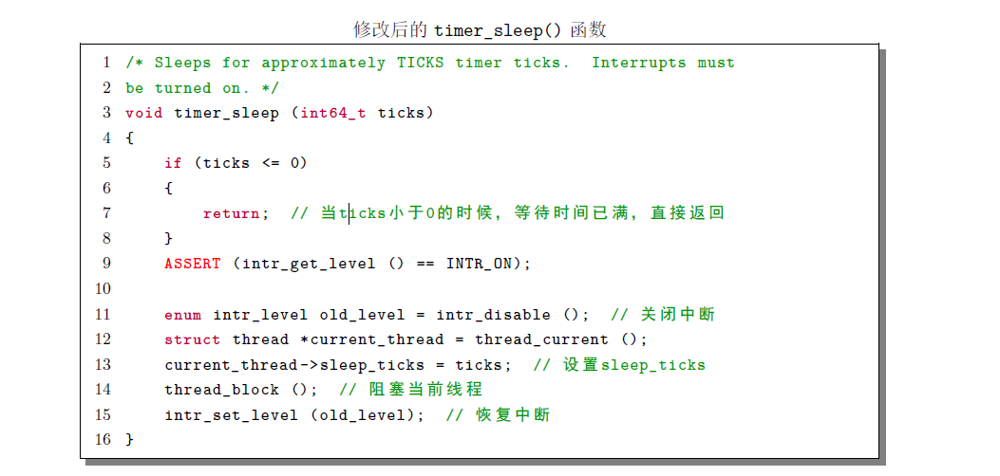 修改后的 timer_sleep() 函数
1 /* Sleeps for approximately TICKS timer ticks.  Interrupts must
2 be turned on. */
3 void timer_sleep (int64_t ticks)
4 {
5     if (ticks <= 0)
6     {
7         return;  // 当ticks小于0的时候，等待时间已满，直接返回
8     }
9     ASSERT (intr_get_level () == INTR_ON);
10
11     enum intr_level old_level = intr_disable ();  // 关闭中断
12     struct thread *current_thread = thread_current ();
13     current_thread->sleep_ticks = ticks;  // 设置sleep_ticks
14     thread_block ();  // 阻塞当前线程
15     intr_set_level (old_level);  // 恢复中断
16 }